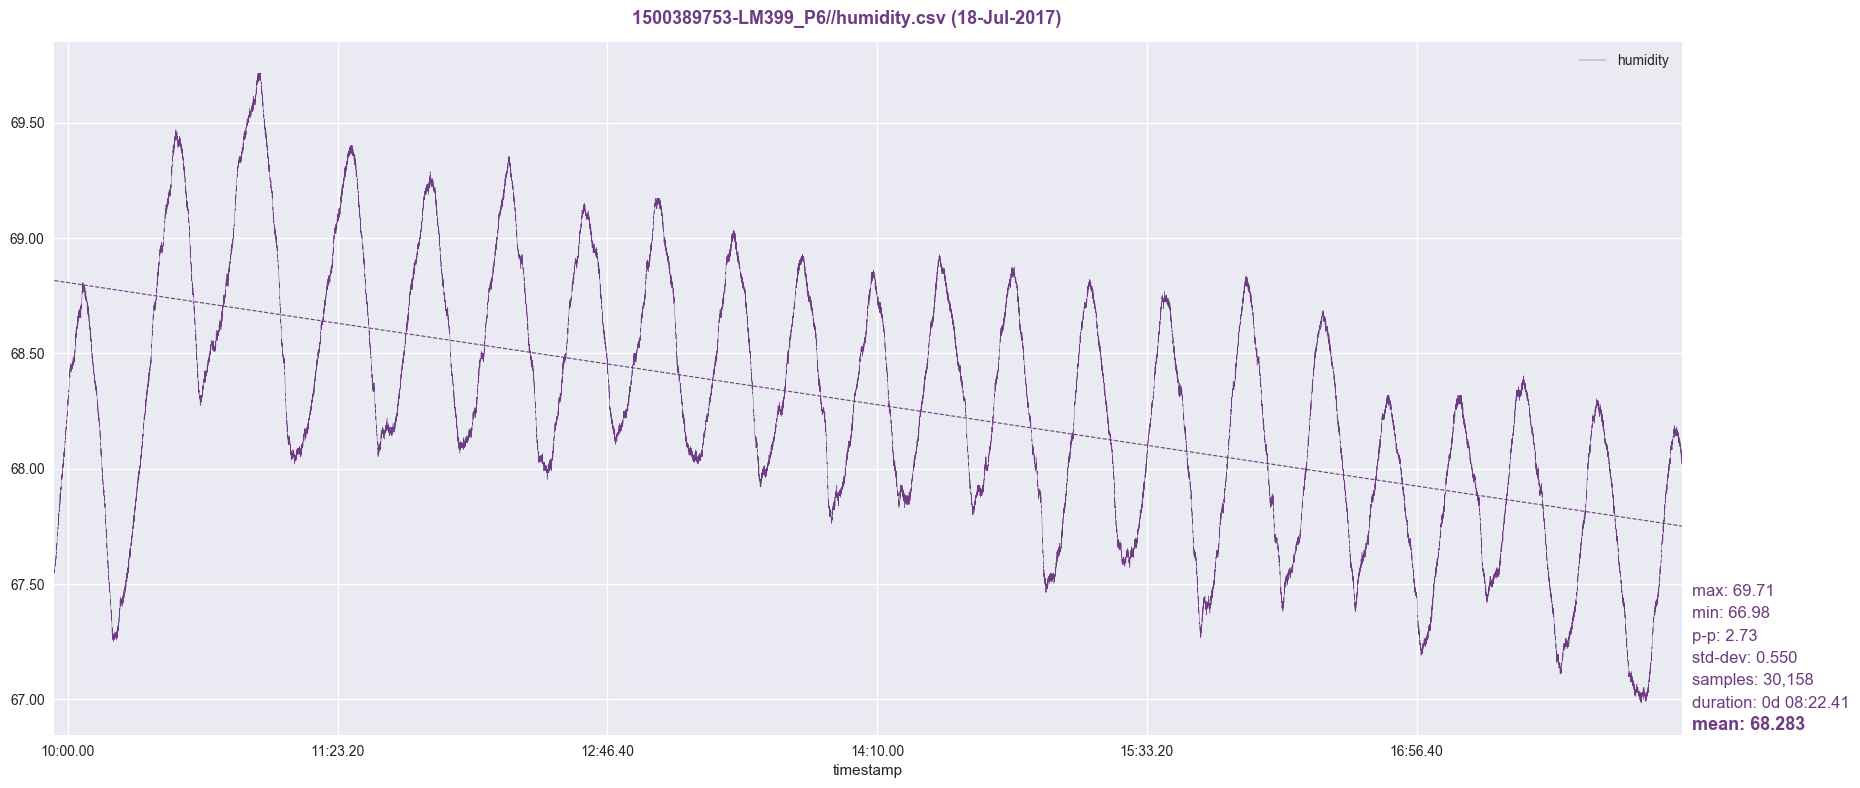 1500389753-LM399_P6//humidity.csv (18-Jul-2017)
humidity
69.50
69.00
68.50
68.00
67.50
67.00
max: 69.71
min: 66.98
p-p: 2.73
std-dev: 0.550
samples: 30,158
duration: 0d 08:22.41
mean: 68.283
10:00.00 11:23.20 12:46.40 14:10.00 15:33.20 16:56.40
timestamp